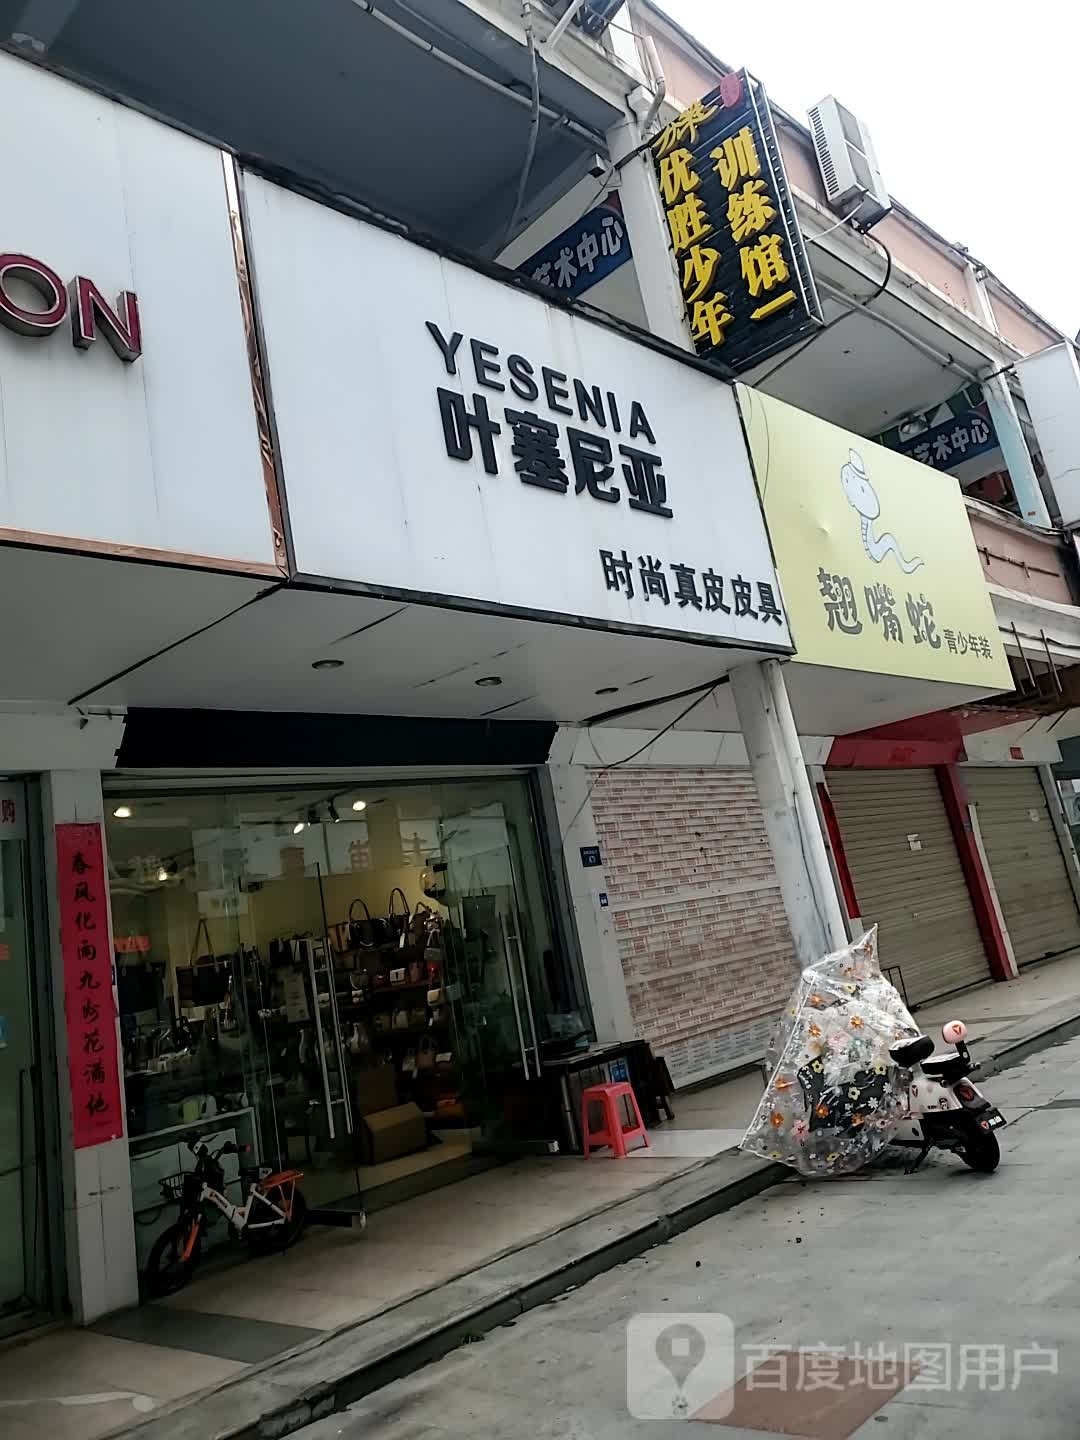 ON
YESENIA
叶塞尼亚
时尚真皮皮具
优胜少年
训练馆
艺术中心
翘嘴蛇
青少年装
艺术中心
购
春风化雨九州花满地
百度地图用户